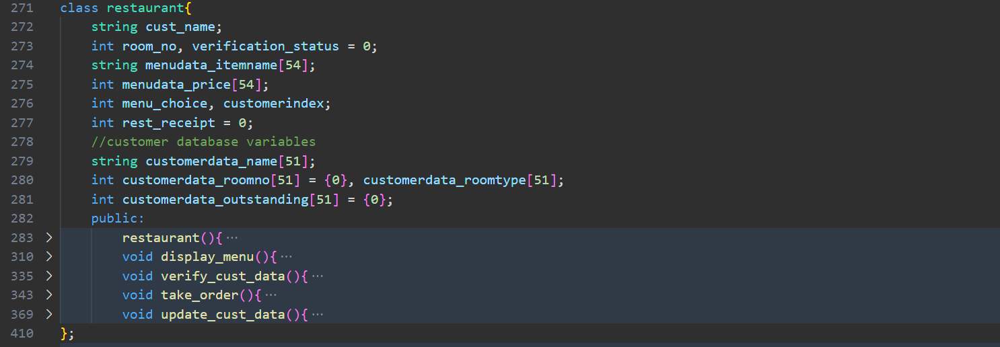 271 class restaurant{
272 string cust_name;
273 int room_no, verification_status = 0;
274 string menudata_itemname[54];
275 int menudata_price[54];
276 int menu_choice, customerindex;
277 int rest_receipt = 0;
278 //customer database variables
279 string customerdata_name[51];
280 int customerdata_roomno[51] = {0}, customerdata_roomtype[51];
281 int customerdata_outstanding[51] = {0};
282 public:
283 > restaurant(){ ···
310 > void display_menu(){ ···
335 > void verify_cust_data(){ ···
343 > void take_order(){ ···
369 > void update_cust_data(){ ···
410 };